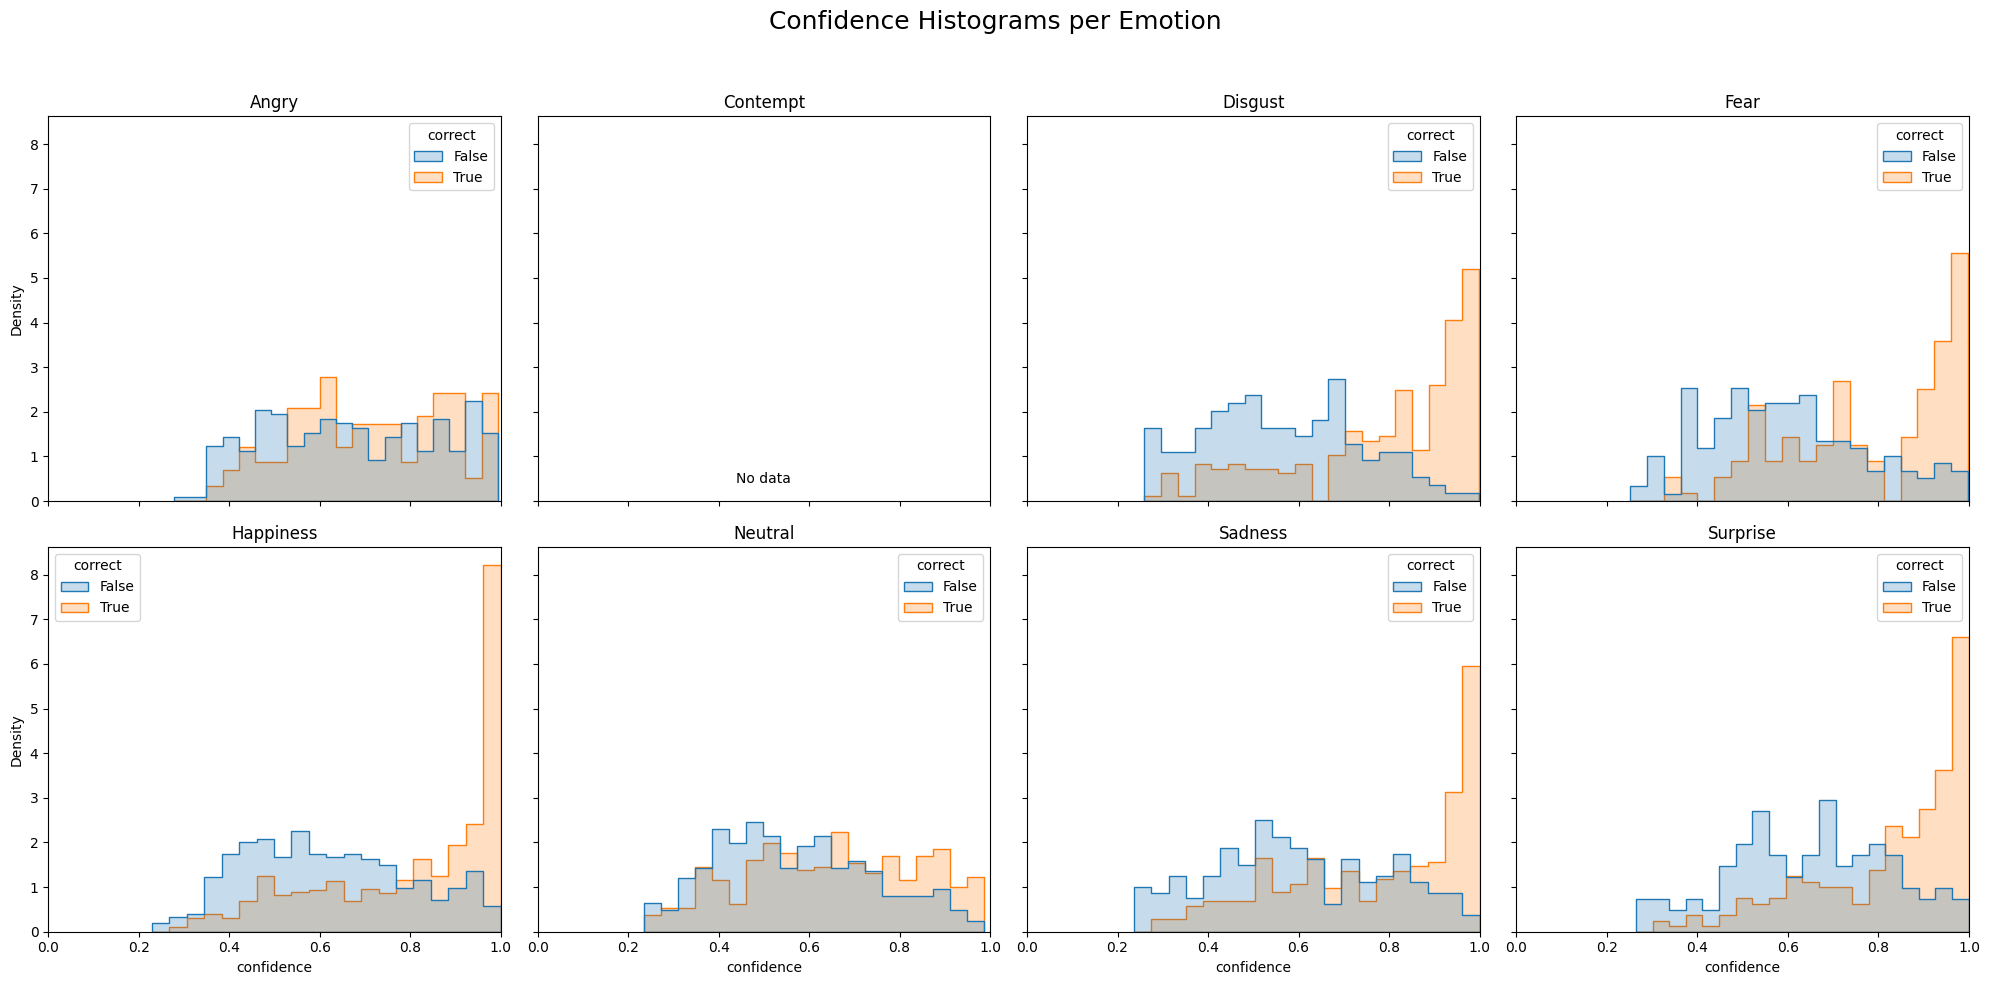 Confidence Histograms per Emotion
Angry
Contempt
Disgust
Fear
correct
False
True
correct
False
True
correct
False
True
8
7
6
5
4
3
2
1
0
Density
No data
Happiness
Neutral
Sadness
Surprise
correct
False
True
correct
False
True
correct
False
True
correct
False
True
8
7
6
5
4
3
2
1
0
Density
0.0 0.2 0.4 0.6 0.8 1.0
confidence
0.0 0.2 0.4 0.6 0.8 1.0
confidence
0.0 0.2 0.4 0.6 0.8 1.0
confidence
0.0 0.2 0.4 0.6 0.8 1.0
confidence